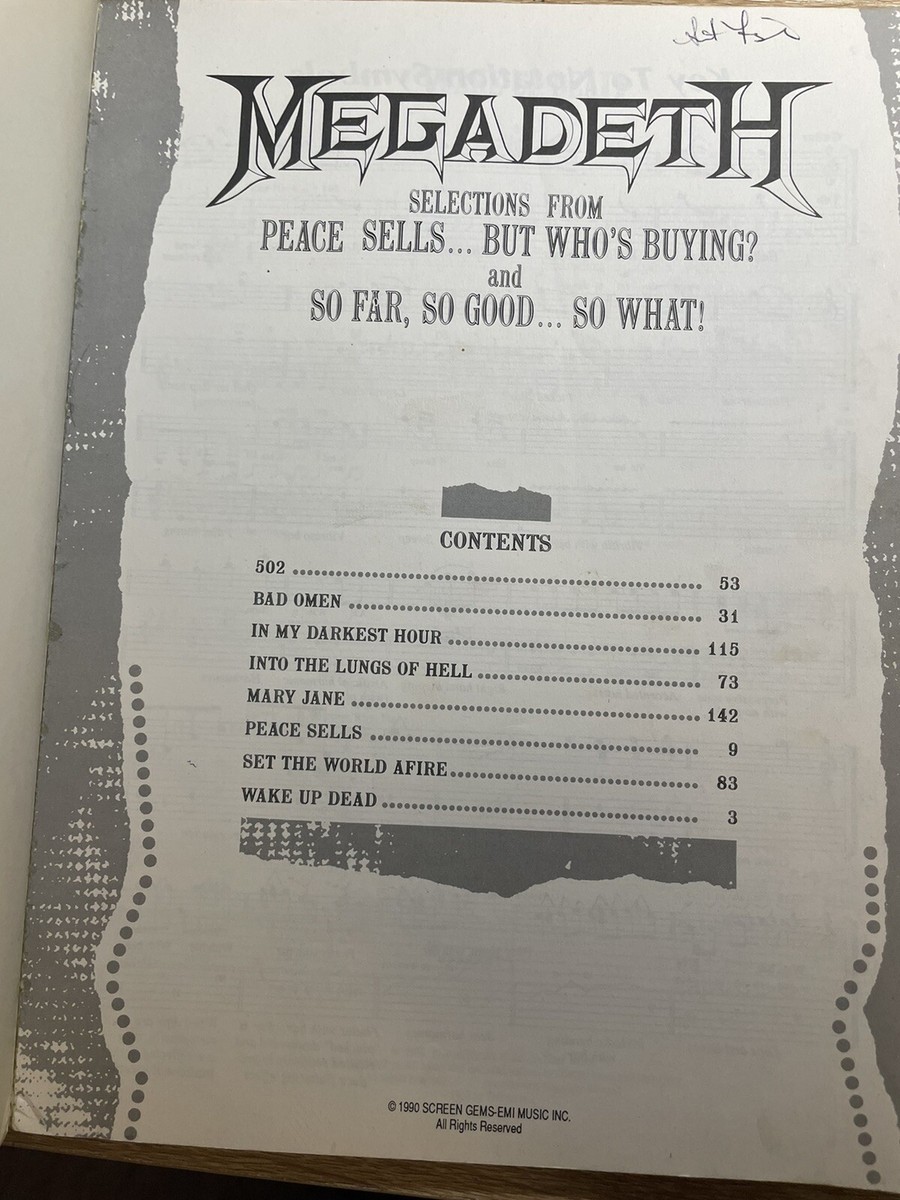 MEGADETH
SELECTIONS FROM
PEACE SELLS... BUT WHO'S BUYING?
and
SO FAR, SO GOOD... SO WHAT!
CONTENTS
502 53
BAD OMEN 31
IN MY DARKEST HOUR 115
INTO THE LUNGS OF HELL 73
MARY JANE 142
PEACE SELLS 9
SET THE WORLD AFIRE 83
WAKE UP DEAD 3
© 1990 SCREEN GEMS-EMI MUSIC INC.
All Rights Reserved